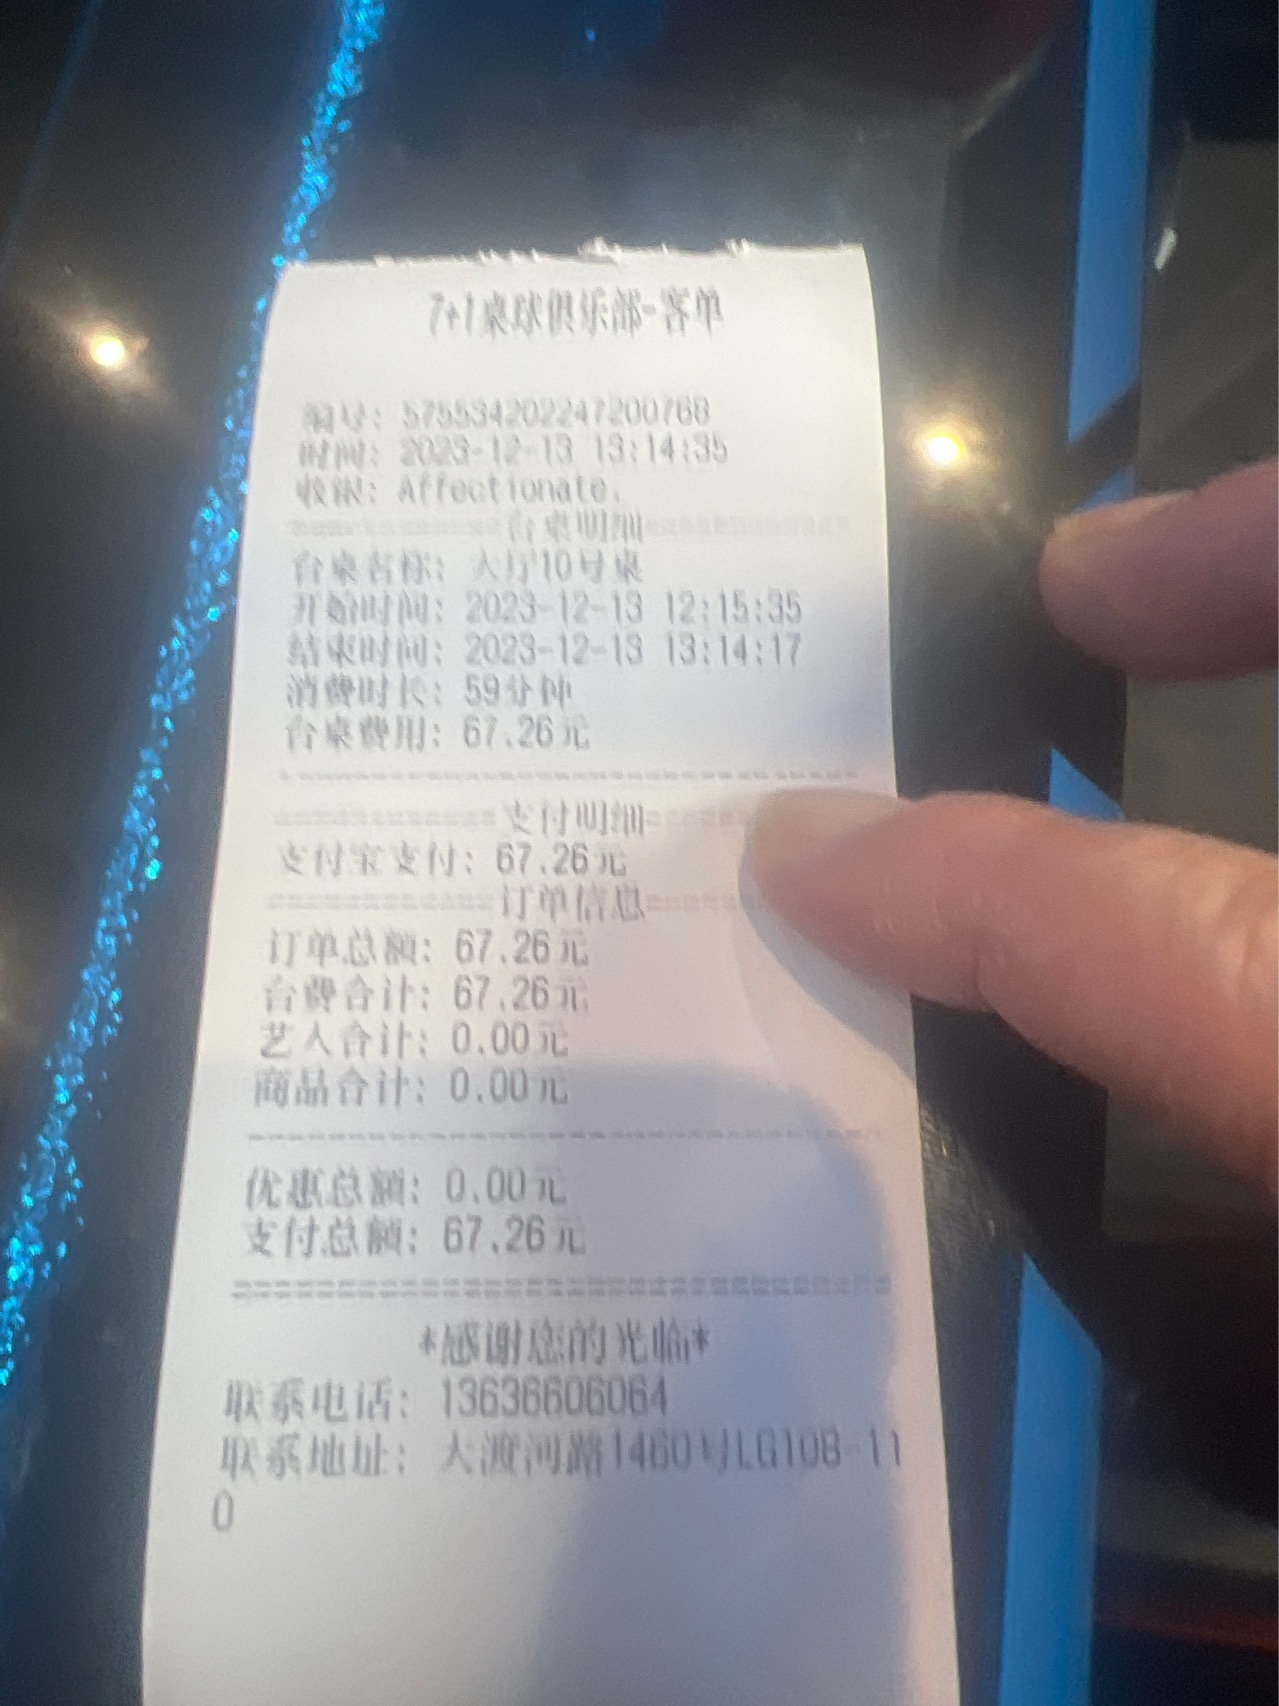 7+1桌球俱乐部-客单
编号: 575534202247200768
时间: 2023-12-13 13:14:35
收银: Affectionate.
台桌明细
台桌名称: 大厅10号桌
开始时间: 2023-12-13 12:15:35
结束时间: 2023-12-13 13:14:17
消费时长: 59分钟
台桌费用: 67.26元
支付明细
支付宝支付: 67.26元
订单信息
订单总额: 67.26元
台费合计: 67.26元
艺人合计: 0.00元
商品合计: 0.00元
优惠总额: 0.00元
支付总额: 67.26元
*感谢您的光临*
联系电话: 13636606064
联系地址: 大渡河路1460号LG108-11
0